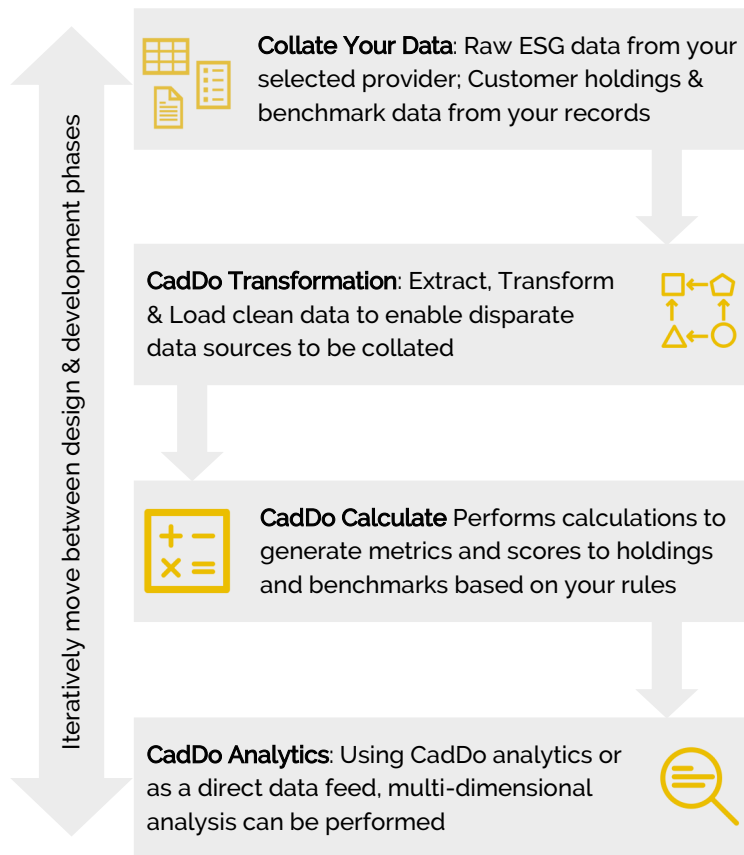 Iteratively move between design & development phases
Collate Your Data: Raw ESG data from your
selected provider; Customer holdings &
benchmark data from your records
CadDo Transformation: Extract, Transform
& Load clean data to enable disparate
data sources to be collated
CadDo Calculate Performs calculations to
generate metrics and scores to holdings
and benchmarks based on your rules
CadDo Analytics: Using CadDo analytics or
as a direct data feed, multi-dimensional
analysis can be performed